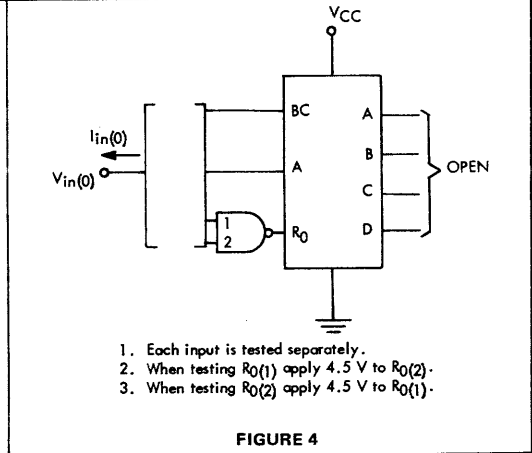 VCC
Iin(0)
Vin(0)
BC
A
A
B
C
D
OPEN
1
2
R0
1. Each input is tested separately.
2. When testing R0(1) apply 4.5 V to R0(2).
3. When testing R0(2) apply 4.5 V to R0(1).
FIGURE 4